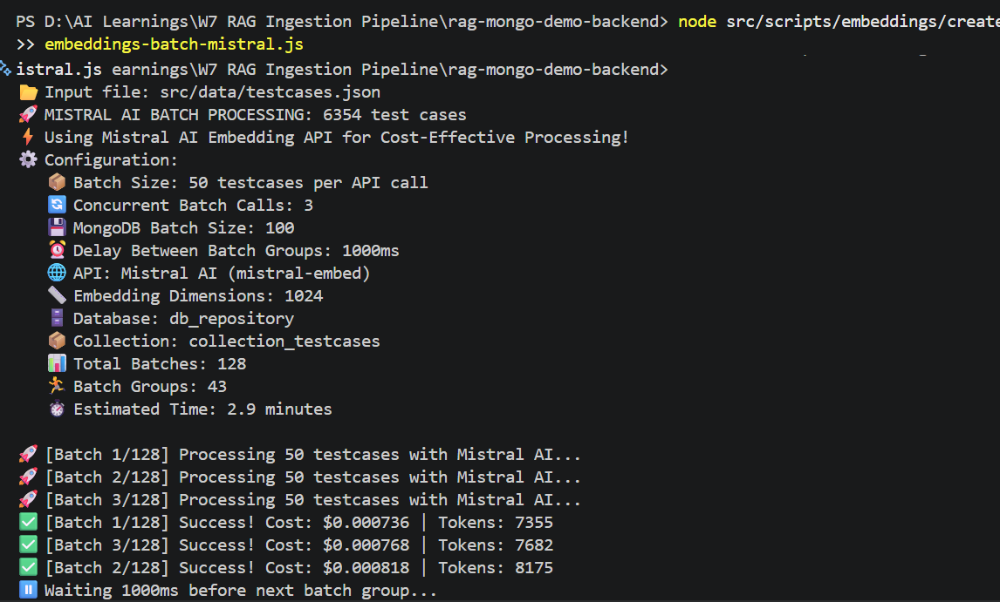 PS D:\AI Learnings\W7 RAG Ingestion Pipeline\rag-mongo-demo-backend> node src/scripts/embeddings/create
>> embeddings-batch-mistral.js
istral.js earnings\W7 RAG Ingestion Pipeline\rag-mongo-demo-backend>
📂 Input file: src/data/testcases.json
🚀 MISTRAL AI BATCH PROCESSING: 6354 test cases
⚡ Using Mistral AI Embedding API for Cost-Effective Processing!
⚙️ Configuration:
📦 Batch Size: 50 testcases per API call
🔄 Concurrent Batch Calls: 3
💾 MongoDB Batch Size: 100
⏰ Delay Between Batch Groups: 1000ms
🌐 API: Mistral AI (mistral-embed)
📏 Embedding Dimensions: 1024
🗄️ Database: db_repository
📦 Collection: collection_testcases
📊 Total Batches: 128
🏃 Batch Groups: 43
⏱️ Estimated Time: 2.9 minutes
🚀 [Batch 1/128] Processing 50 testcases with Mistral AI...
🚀 [Batch 2/128] Processing 50 testcases with Mistral AI...
🚀 [Batch 3/128] Processing 50 testcases with Mistral AI...
✅ [Batch 1/128] Success! Cost: $0.000736 | Tokens: 7355
✅ [Batch 3/128] Success! Cost: $0.000768 | Tokens: 7682
✅ [Batch 2/128] Success! Cost: $0.000818 | Tokens: 8175
⏸️ Waiting 1000ms before next batch group...